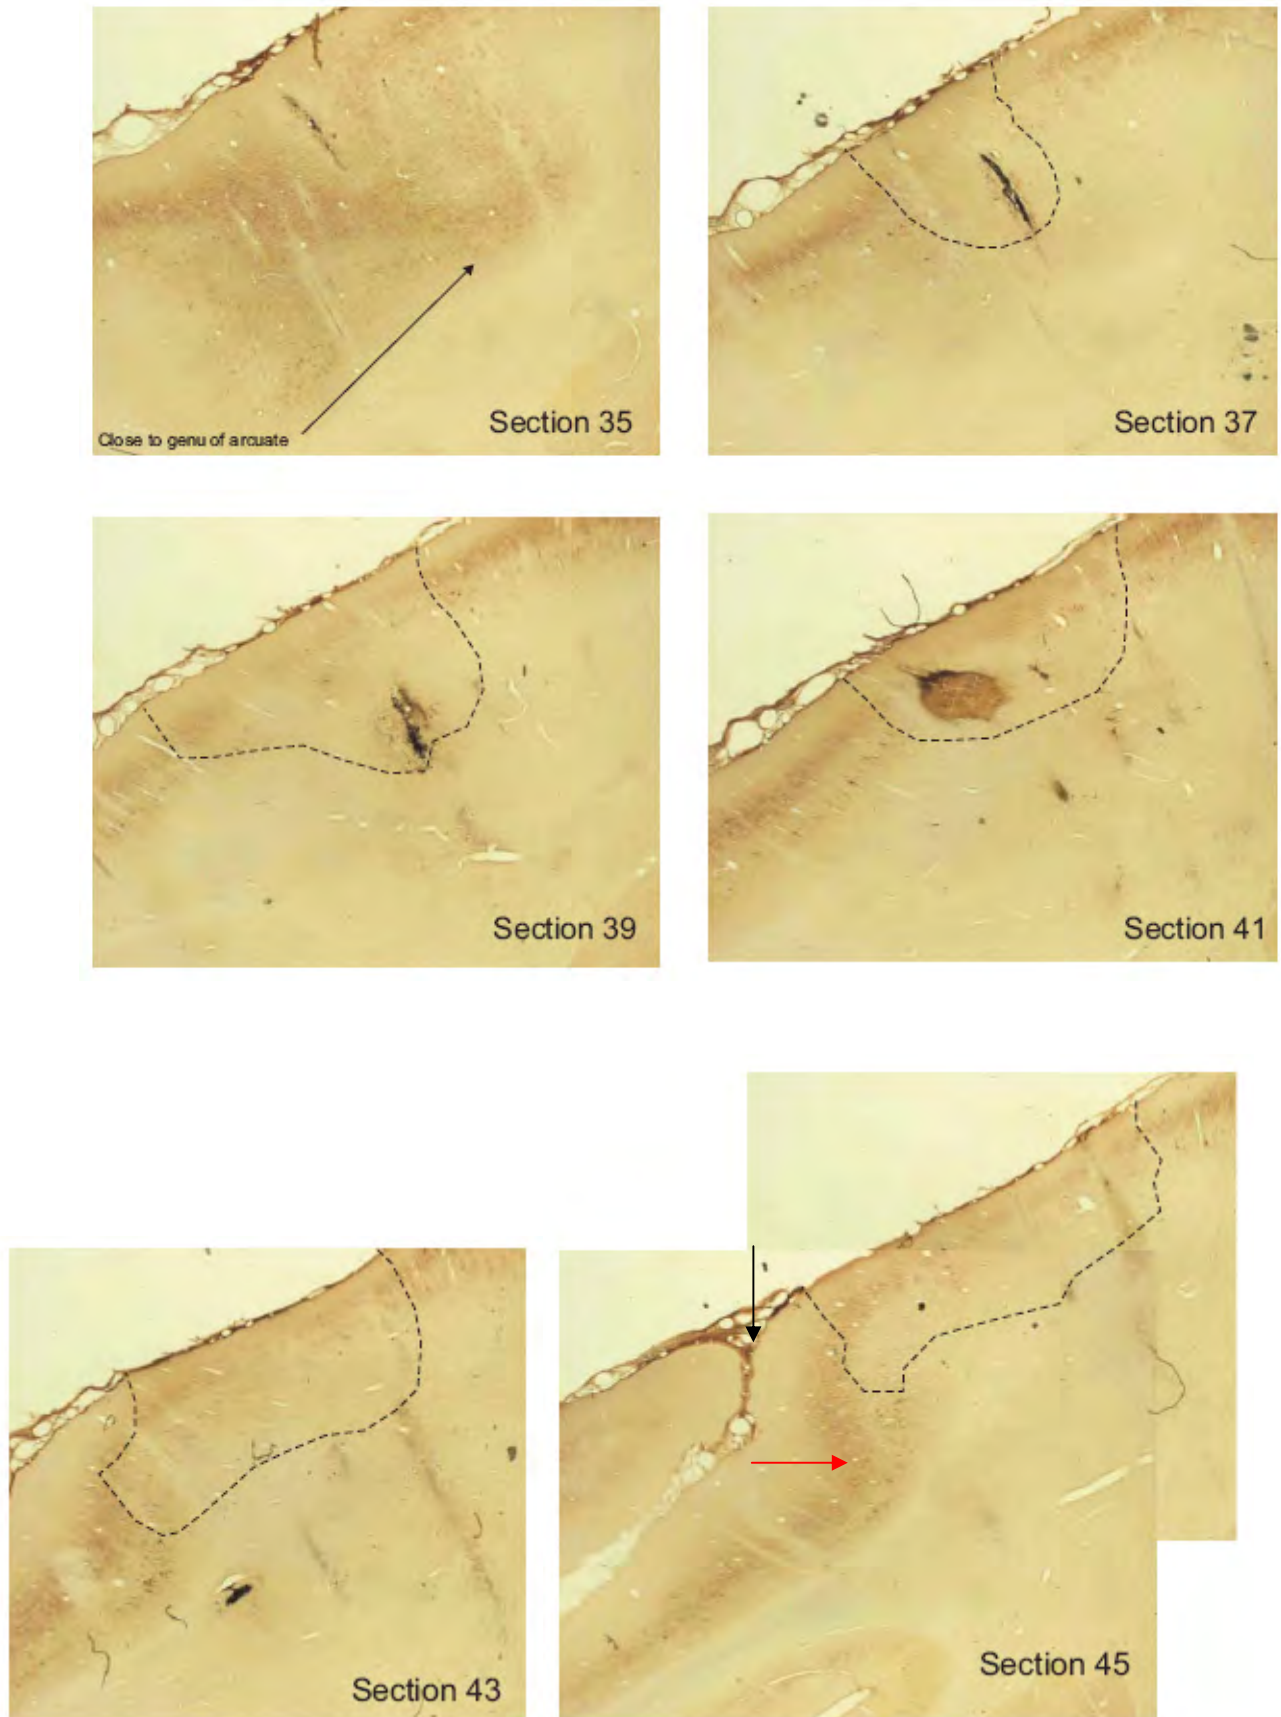 Section 35
Close to genu of arcuate
Section 37
Section 39
Section 41
Section 43
Section 45